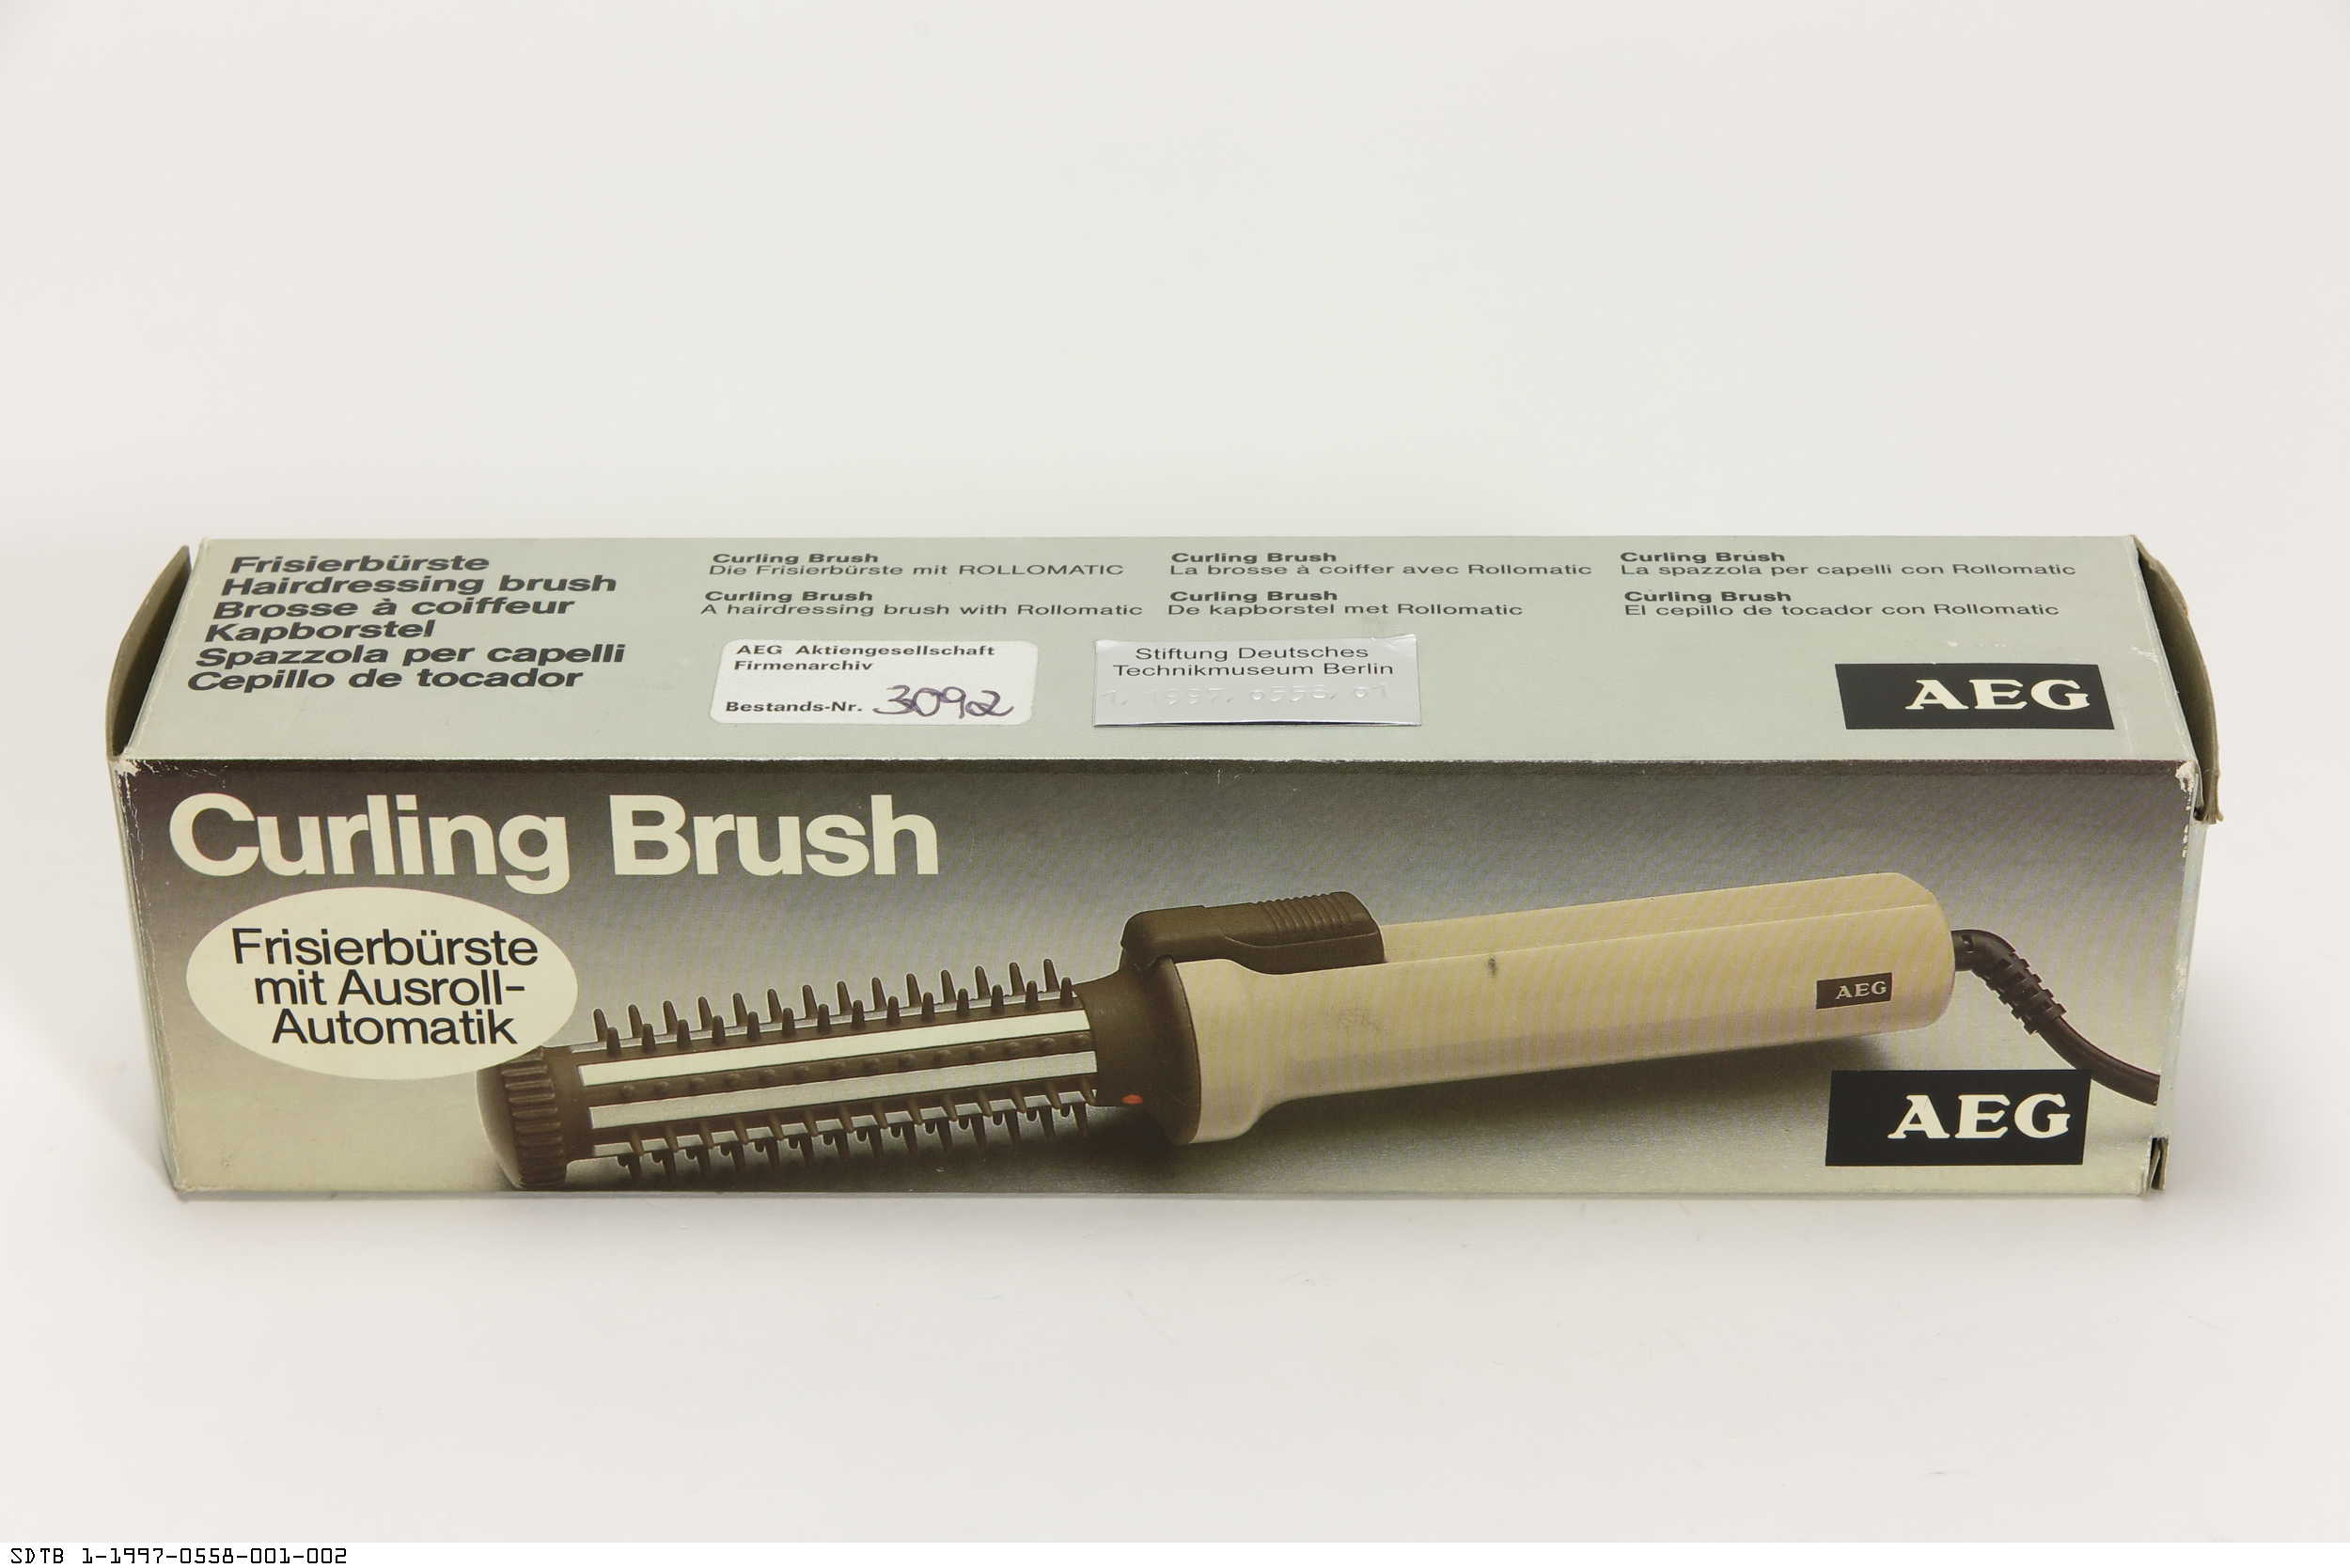 Frisierbürste
Hairdressing brush
Brosse à coiffeur
Kapborstel
Spazzola per capelli
Cepillo de tocador
Curling Brush
Die Frisierbürste mit ROLLOMATIC
Curling Brush
A hairdressing brush with Rollomatic
Curling Brush
La brosse à coiffer avec Rollomatic
Curling Brush
De kapborstel met Rollomatic
Curling Brush
La spazzola per capelli con Rollomatic
Curling Brush
El cepillo de tocador con Rollomatic
AEG Aktiengesellschaft
Firmenarchiv
Bestands-Nr. 3092
Stiftung Deutsches
Technikmuseum Berlin
1. 1997. 0558. 01
AEG
Curling Brush
Frisierbürste
mit Ausroll-
Automatik
AEG
AEG
SDTB 1-1997-0558-001-002